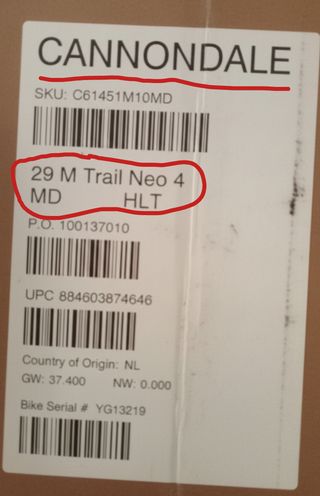 CANNONDALE
SKU: C61451M10MD
29 M Trail Neo 4
MD HLT
P.O. 100137010
UPC 884603874646
Country of Origin: NL
GW: 37.400 NW: 0.000
Bike Serial # YG13219